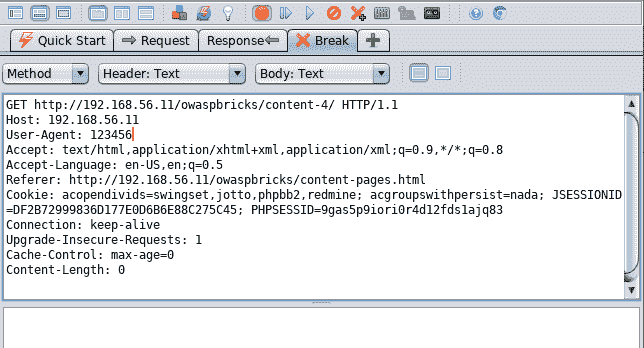 Quick Start Request Response Break
Method Header: Text Body: Text
GET http://192.168.56.11/owaspbricks/content-4/ HTTP/1.1
Host: 192.168.56.11
User-Agent: 123456
Accept: text/html,application/xhtml+xml,application/xml;q=0.9,*/*;q=0.8
Accept-Language: en-US,en;q=0.5
Referer: http://192.168.56.11/owaspbricks/content-pages.html
Cookie: acopendivids=swingset,jotto,phpbb2,redmine; acgroupswithpersist=nada; JSESSIONID
=DF2B72999836D177E0D6B6E88C275C45; PHPSESSID=9gas5p9iori0r4d12fds1ajq83
Connection: keep-alive
Upgrade-Insecure-Requests: 1
Cache-Control: max-age=0
Content-Length: 0